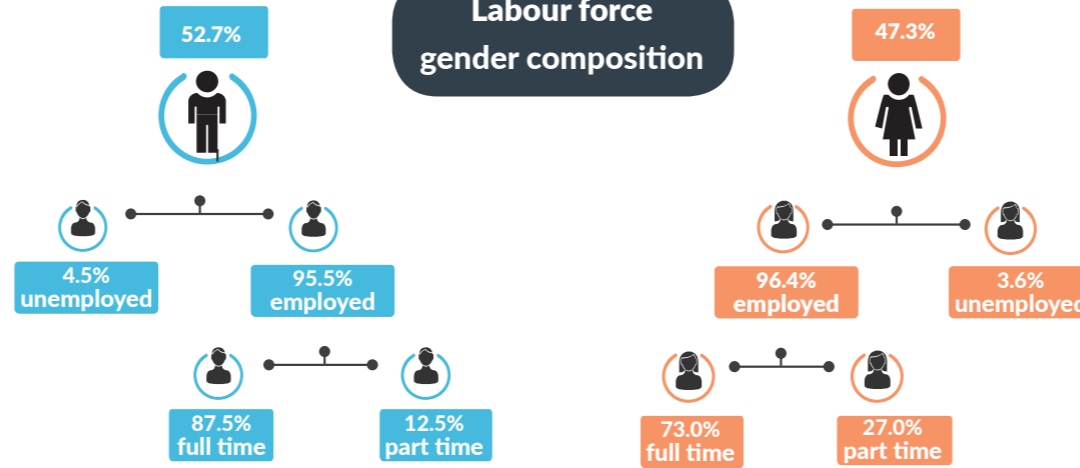 Labour force
gender composition
52.7%
47.3%
4.5%
unemployed
95.5%
employed
96.4%
employed
3.6%
unemployed
87.5%
full time
12.5%
part time
73.0%
full time
27.0%
part time